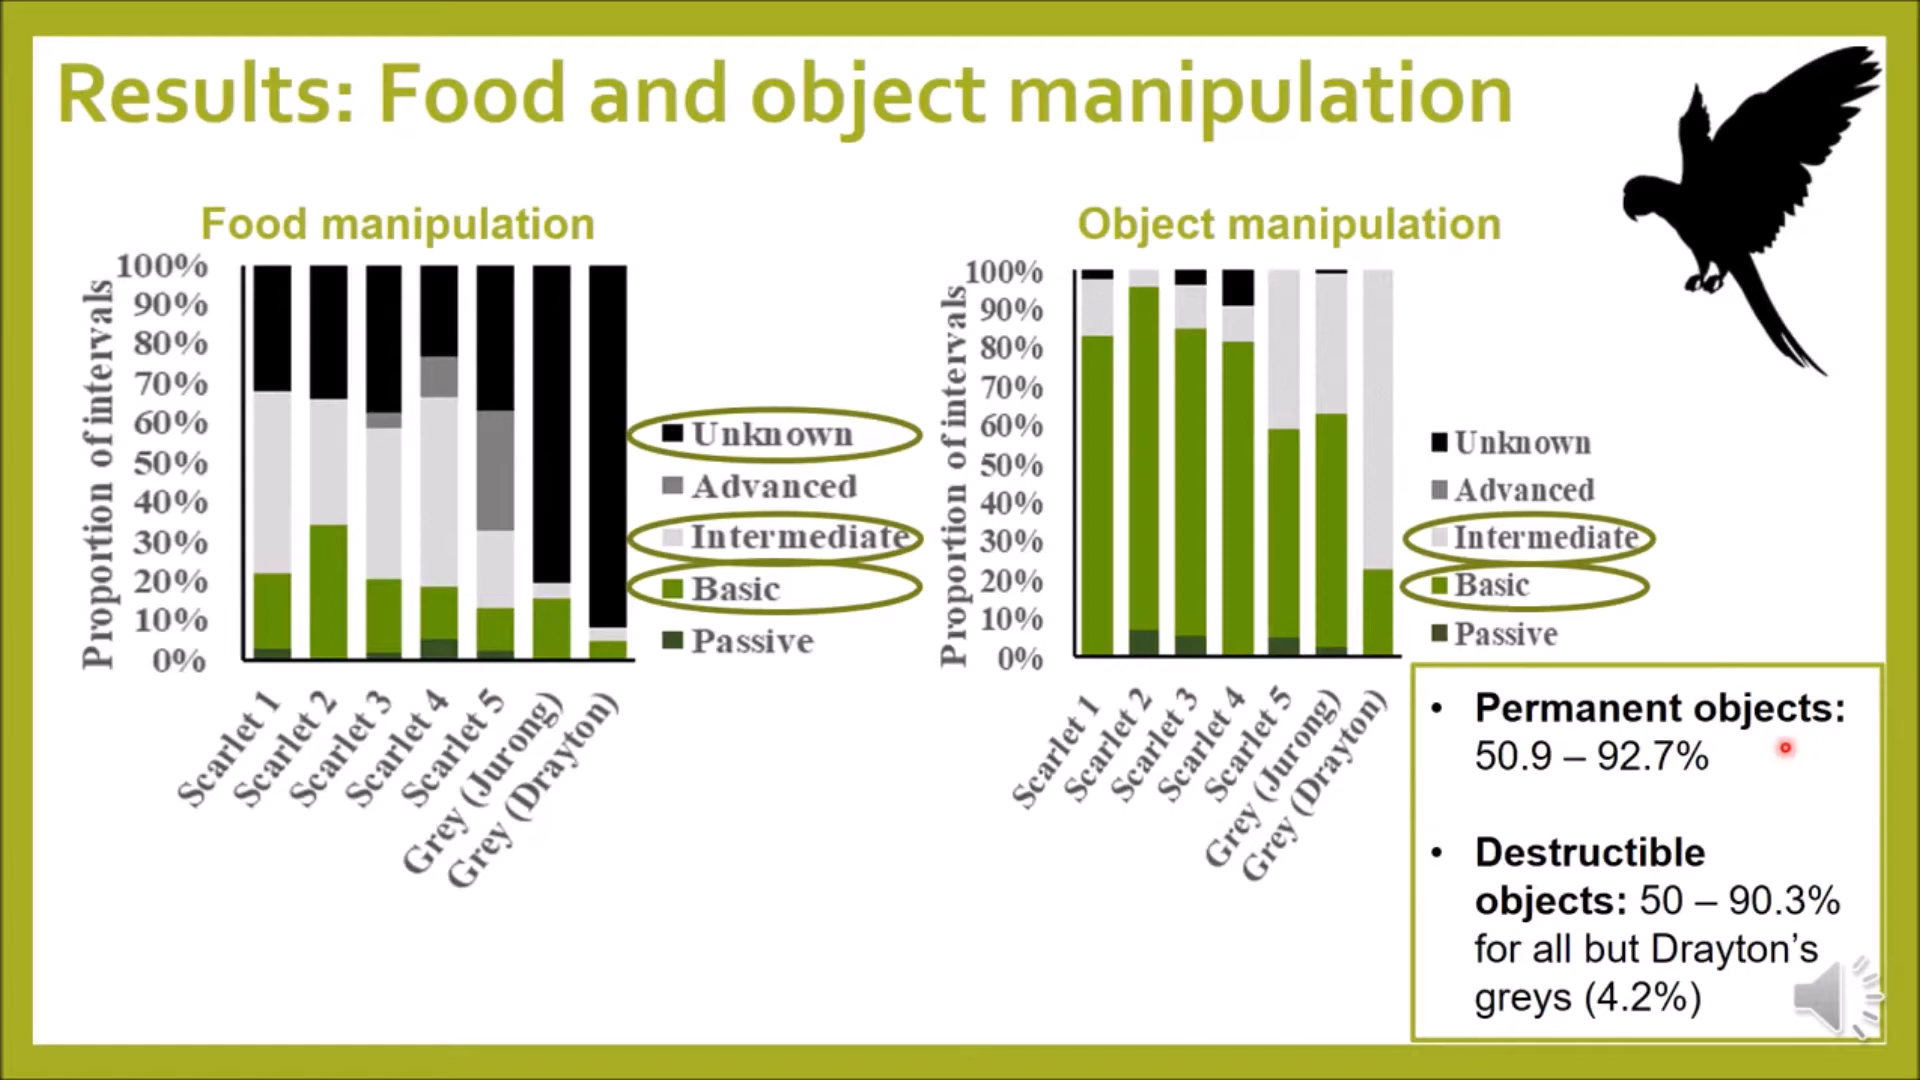 Results: Food and object manipulation
Food manipulation
100%
90%
80%
70%
60%
50%
40%
30%
20%
10%
0%
Proportion of intervals
Scarlet 1
Scarlet 2
Scarlet 3
Scarlet 4
Scarlet 5
Grey (Jurong)
Grey (Drayton)
Unknown
Advanced
Intermediate
Basic
Passive
Object manipulation
100%
90%
80%
70%
60%
50%
40%
30%
20%
10%
0%
Proportion of intervals
Scarlet 1
Scarlet 2
Scarlet 3
Scarlet 4
Scarlet 5
Grey (Jurong)
Grey (Drayton)
Unknown
Advanced
Intermediate
Basic
Passive
• Permanent objects:
50.9 – 92.7%
• Destructible
objects: 50 – 90.3%
for all but Drayton’s
greys (4.2%)